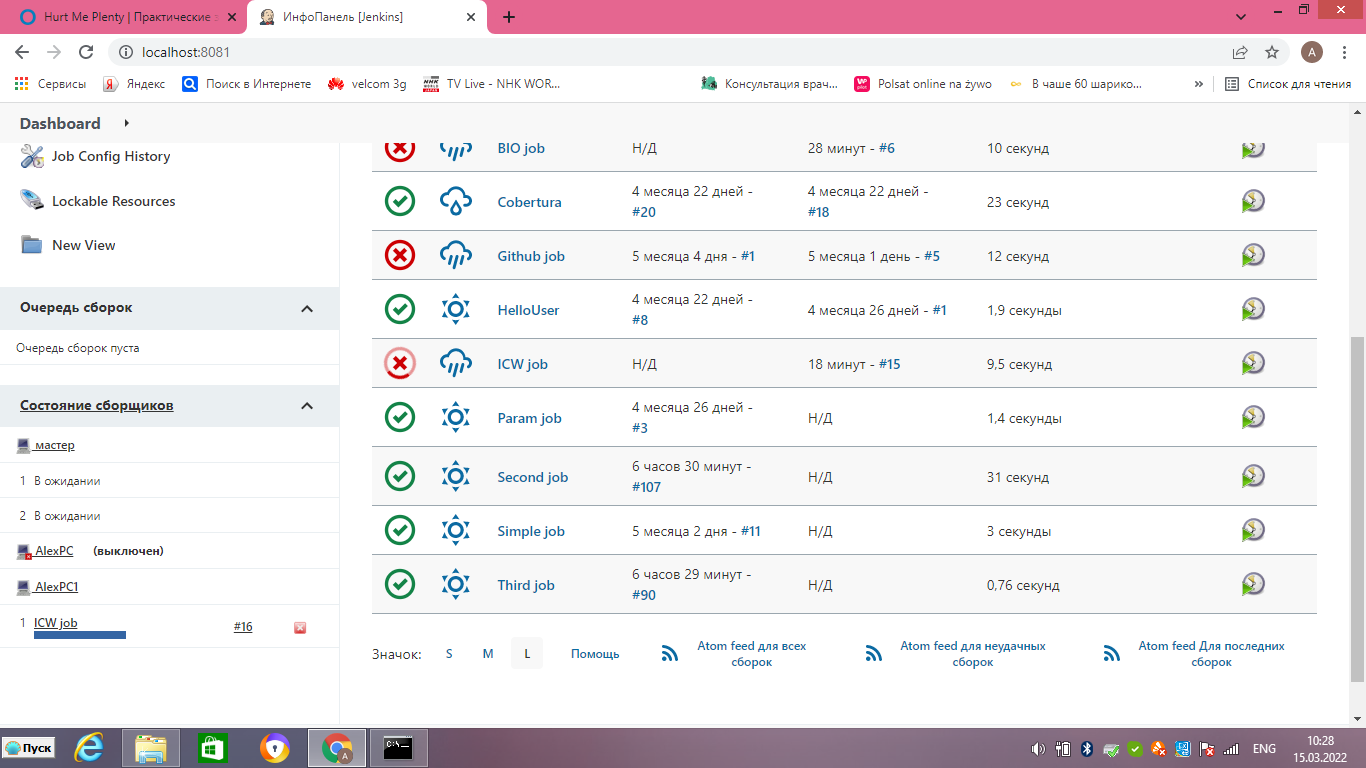 Hurt Me Plenty | Практические з
ИнфоПанель [Jenkins]
localhost:8081
A
Сервисы
Яндекс
Поиск в Интернете
velcom 3g
TV Live - NHK WOR...
Консультация врач...
Polsat online na żywo
В чаше 60 шарико...
»
Список для чтения
Dashboard
Job Config History
Lockable Resources
New View
Очередь сборок
Очередь сборок пуста
Состояние сборщиков
мастер
1 В ожидании
2 В ожидании
AlexPC (выключен)
AlexPC1
1 ICW job #16
BIO job Н/Д 28 минут - #6 10 секунд
Cobertura 4 месяца 22 дней - #20 4 месяца 22 дней - #18 23 секунд
Github job 5 месяца 4 дня - #1 5 месяца 1 день - #5 12 секунд
HelloUser 4 месяца 22 дней - #8 4 месяца 26 дней - #1 1,9 секунды
ICW job Н/Д 18 минут - #15 9,5 секунд
Param job 4 месяца 26 дней - #3 Н/Д 1,4 секунды
Second job 6 часов 30 минут - #107 Н/Д 31 секунд
Simple job 5 месяца 2 дня - #11 Н/Д 3 секунды
Third job 6 часов 29 минут - #90 Н/Д 0,76 секунд
Значок: S M L Помощь
Atom feed для всех сборок
Atom feed для неудачных сборок
Atom feed Для последних сборок
Пуск
C:\
A
ENG
10:28
15.03.2022